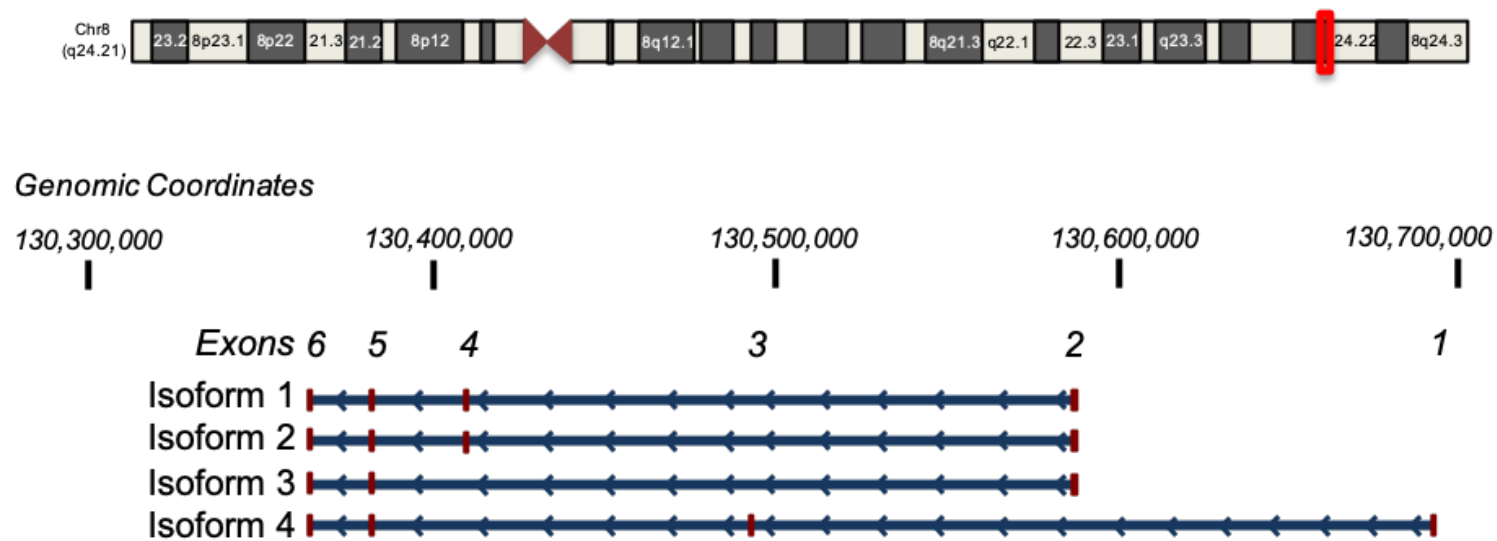 Chr8
(q24.21)
23.2 8p23.1 8p22 21.3 21.2 8p12 8q12.1 8q21.3 q22.1 22.3 23.1 q23.3 24.22 8q24.3
Genomic Coordinates
130,300,000 130,400,000 130,500,000 130,600,000 130,700,000
Exons 6 5 4 3 2 1
Isoform 1
Isoform 2
Isoform 3
Isoform 4